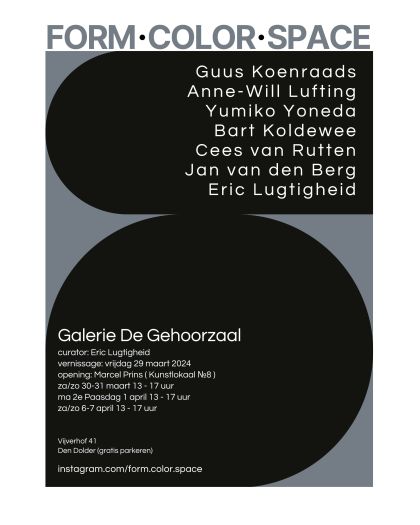 FORM·COLOR·SPACE
Guus Koenraads
Anne-Will Lufting
Yumiko Yoneda
Bart Koldewee
Cees van Rutten
Jan van den Berg
Eric Lugtigheid
Galerie De Gehoorzaal
curator: Eric Lugtigheid
vernissage: vrijdag 29 maart 2024
opening: Marcel Prins ( Kunstlokaal №8 )
za/zo 30-31 maart 13 - 17 uur
ma 2e Paasdag 1 april 13 - 17 uur
za/zo 6-7 april 13 - 17 uur
Vijverhof 41
Den Dolder (gratis parkeren)
instagram.com/form.color.space